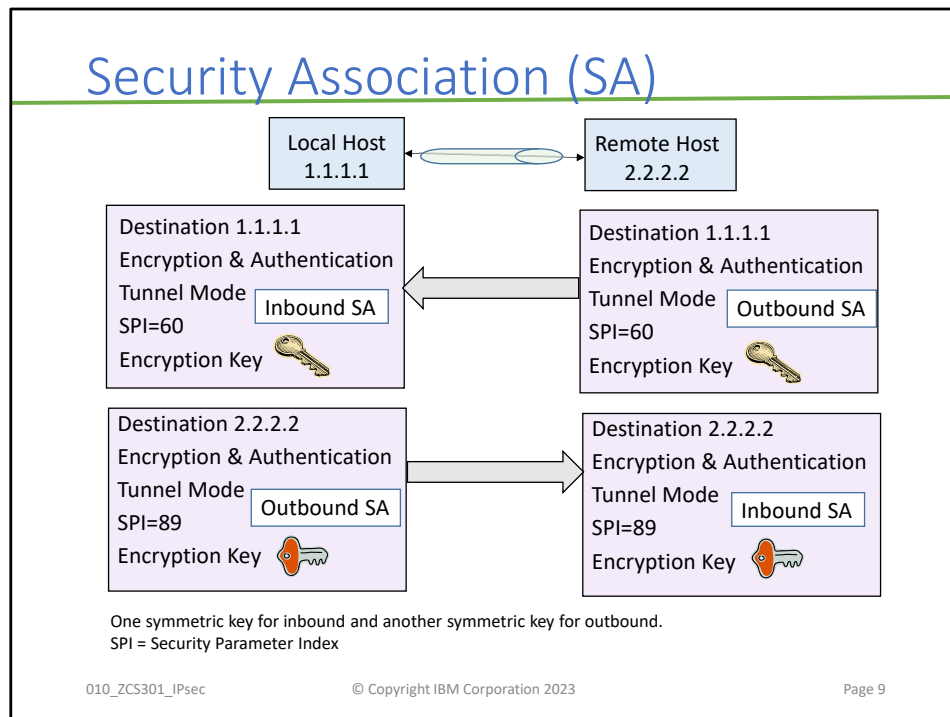 Security Association (SA)
Local Host
1.1.1.1
Remote Host
2.2.2.2
Destination 1.1.1.1
Encryption & Authentication
Tunnel Mode
Inbound SA
SPI=60
Encryption Key
Destination 1.1.1.1
Encryption & Authentication
Tunnel Mode
Outbound SA
SPI=60
Encryption Key
Destination 2.2.2.2
Encryption & Authentication
Tunnel Mode
Outbound SA
SPI=89
Encryption Key
Destination 2.2.2.2
Encryption & Authentication
Tunnel Mode
Inbound SA
SPI=89
Encryption Key
One symmetric key for inbound and another symmetric key for outbound.
SPI = Security Parameter Index
010_ZCS301_IPsec
© Copyright IBM Corporation 2023
Page 9